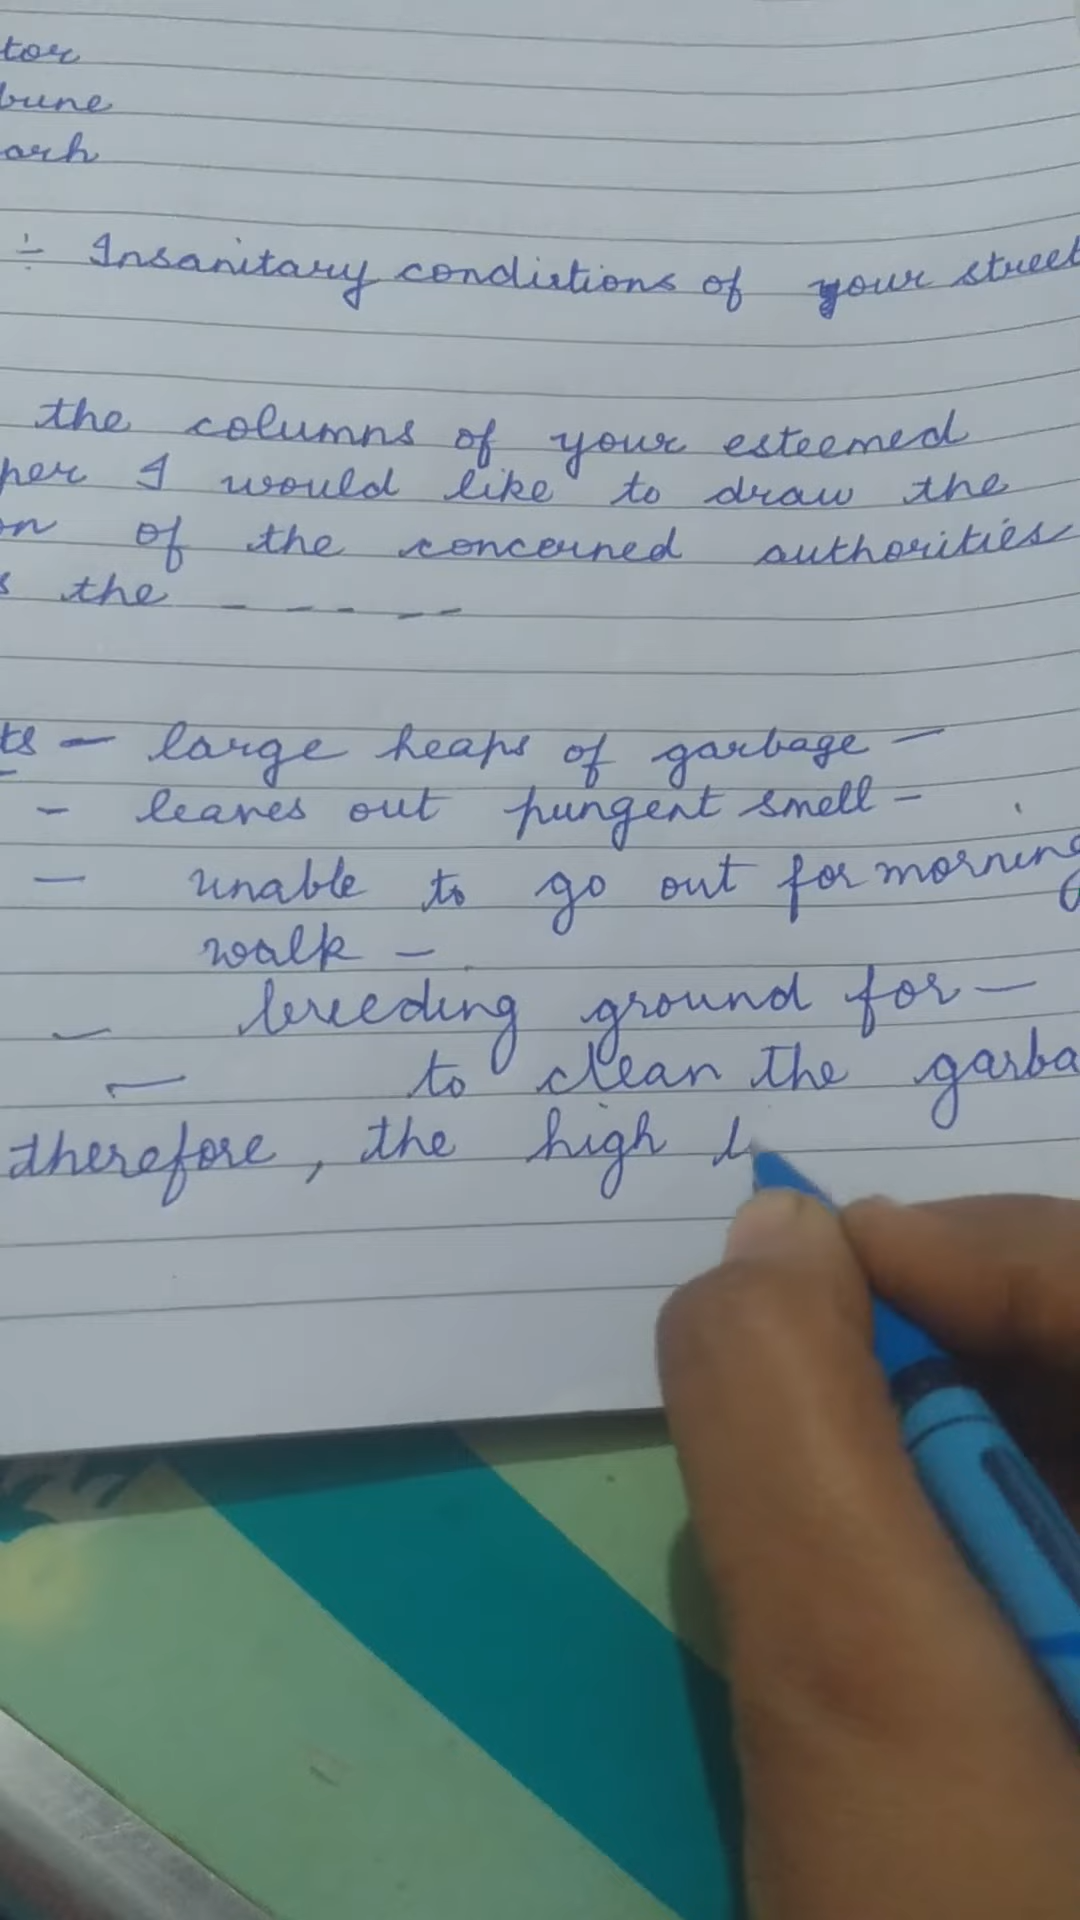 tor
bune
arh
÷ Insanitary conditions of your street
the columns of your esteemed
per I would like to draw the
on of the concerned authorities
s the - - - - -
ts - large heaps of garbage -
- leaves out pungent smell -
- unable to go out for morning
walk -
- breeding ground for -
- to clean the garba
therefore, the high